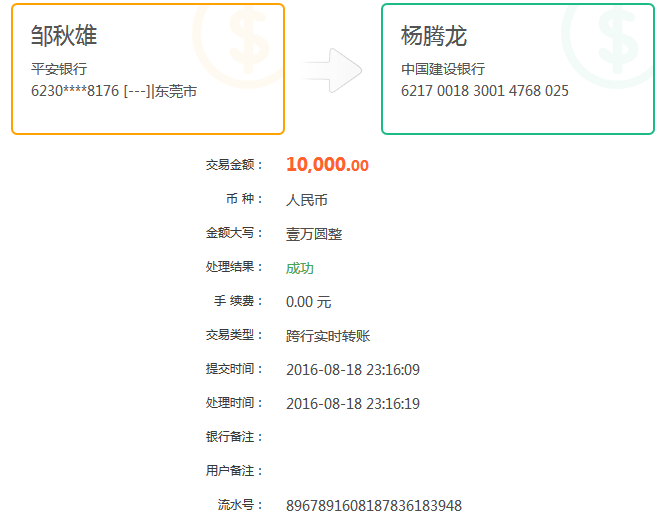 邹秋雄
平安银行
6230****8176 [---]|东莞市
杨腾龙
中国建设银行
6217 0018 3001 4768 025
交易金额： 10,000.00
币 种： 人民币
金额大写： 壹万圆整
处理结果： 成功
手 续费： 0.00 元
交易类型： 跨行实时转账
提交时间： 2016-08-18 23:16:09
处理时间： 2016-08-18 23:16:19
银行备注：
用户备注：
流水号： 8967891608187836183948